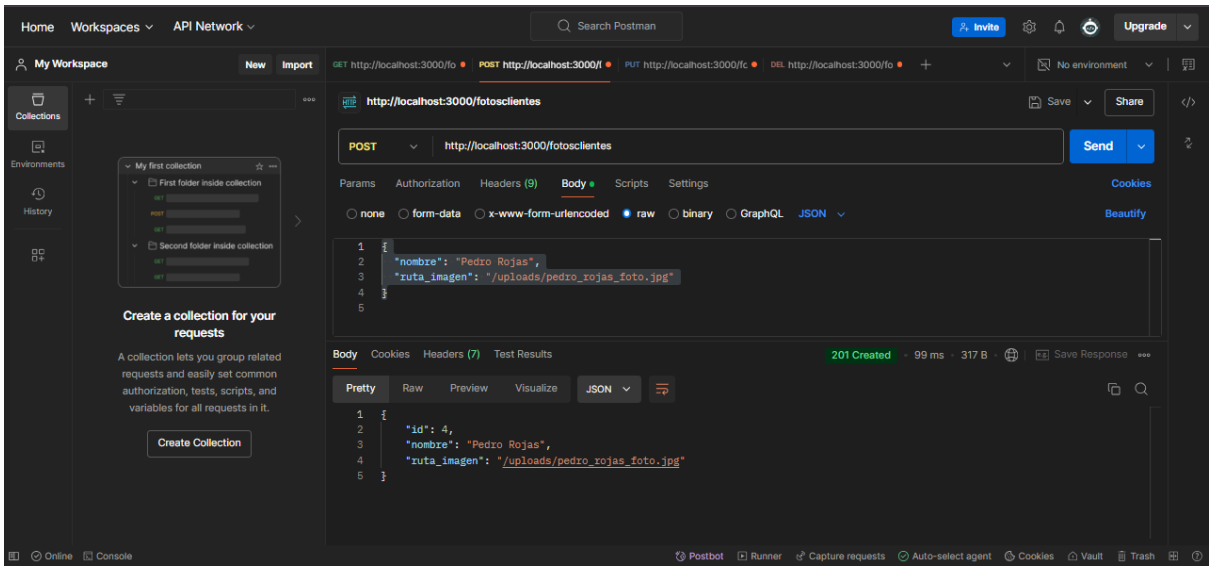 Home Workspaces API Network Search Postman Invite Upgrade
My Workspace New Import GET http://localhost:3000/fo POST http://localhost:3000/f PUT http://localhost:3000/fc DEL http://localhost:3000/fo + No environment
Collections
Environments
History
HTTP http://localhost:3000/fotosclientes Save Share
POST http://localhost:3000/fotosclientes Send
Params Authorization Headers (9) Body Scripts Settings Cookies
none form-data x-www-form-urlencoded raw binary GraphQL JSON Beautify
1 {
2 "nombre": "Pedro Rojas",
3 "ruta_imagen": "/uploads/pedro_rojas_foto.jpg"
4 }
5
My first collection
First folder inside collection
GET
POST
GET
Second folder inside collection
GET
GET
Create a collection for your
requests
A collection lets you group related
requests and easily set common
authorization, tests, scripts, and
variables for all requests in it.
Create Collection
Body Cookies Headers (7) Test Results 201 Created 99 ms 317 B Save Response
Pretty Raw Preview Visualize JSON
1 {
2 "id": 4,
3 "nombre": "Pedro Rojas",
4 "ruta_imagen": "/uploads/pedro_rojas_foto.jpg"
5 }
Online Console Postbot Runner Capture requests Auto-select agent Cookies Vault Trash